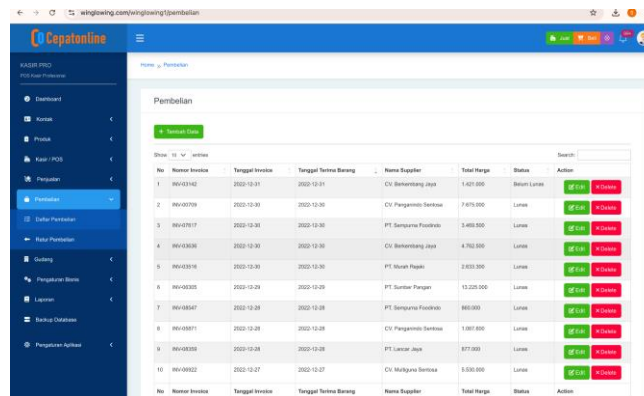 winglowing.com/winglowing1/pembelian
Cepatonline
Jual
Beli
KASIR PRO
POS Kasir Profesional
Home
Pembelian
Dashboard
Kontak
Produk
Kasir / POS
Penjualan
Pembelian
Daftar Pembelian
Retur Pembelian
Gudang
Pengaturan Bisnis
Laporan
Backup Database
Pengaturan Aplikasi
Pembelian
+ Tambah Data
Show 10 entries
Search:
No Nomor Invoice Tanggal Invoice Tanggal Terima Barang Nama Supplier Total Harga Status Action
1 INV-03142 2022-12-31 2022-12-31 CV. Berkembang Jaya 1.421.000 Belum Lunas Edit Delete
2 INV-00709 2022-12-30 2022-12-30 CV. Pangannindo Sentosa 7.675.000 Lunas Edit Delete
3 INV-07617 2022-12-30 2022-12-30 PT. Sempurna Foodindo 3.469.500 Lunas Edit Delete
4 2022-12-30 2022-12-30 CV. Berkembang Jaya 4.792.500 Lunas Edit Delete
5 INV-03516 2022-12-30 2022-12-30 PT. Murah Rejeki 2.633.300 Lunas Edit Delete
6 INV-06305 2022-12-29 2022-12-29 PT. Sumber Pangan 13.225.000 Lunas Edit Delete
7 INV-08547 2022-12-28 2022-12-28 PT. Sempurna Foodindo Lunas Edit Delete
8 INV-05871 2022-12-28 2022-12-28 CV. Pangannindo Sentosa Lunas Edit Delete
9 INV-08359 2022-12-28 2022-12-28 PT. Lancar Jaya 877.000 Lunas Edit Delete
10 INV-06922 2022-12-27 2022-12-27 CV. Multiguna Sentosa 5.530.000 Lunas Edit Delete
No Nomor Invoice Tanggal Invoice Tanggal Terima Barang Nama Supplier Total Harga Status Action